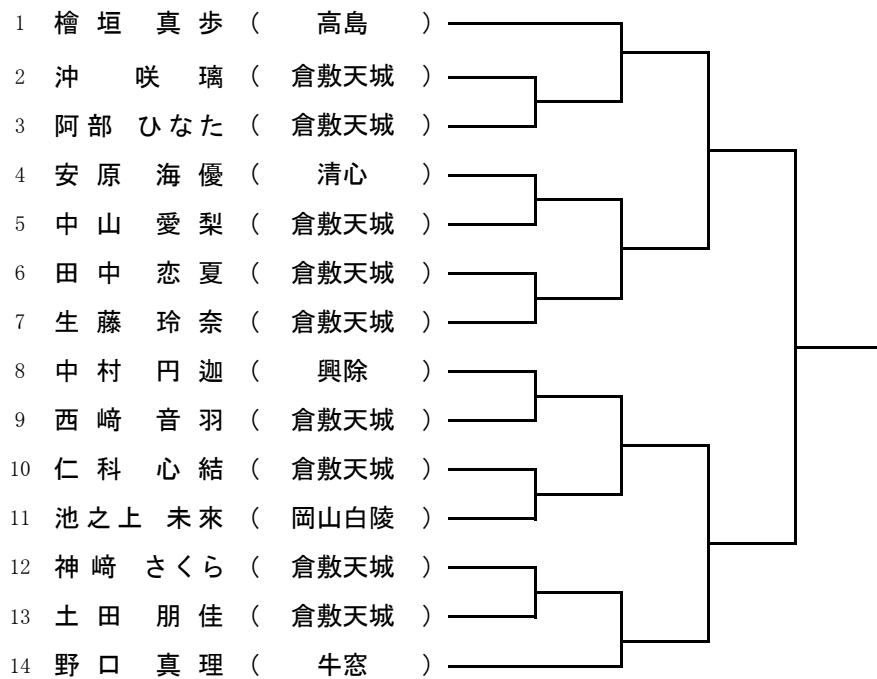 1 檜垣 真歩 ( 高島 )
2 沖 咲璃 ( 倉敷天城 )
3 阿部 ひなた ( 倉敷天城 )
4 安原 海優 ( 清心 )
5 中山 愛梨 ( 倉敷天城 )
6 田中 恋夏 ( 倉敷天城 )
7 生藤 玲奈 ( 倉敷天城 )
8 中村 円迦 ( 興除 )
9 西﨑 音羽 ( 倉敷天城 )
10 仁科 心結 ( 倉敷天城 )
11 池之上 未來 ( 岡山白陵 )
12 神﨑 さくら ( 倉敷天城 )
13 土田 朋佳 ( 倉敷天城 )
14 野口 真理 ( 牛窓 )